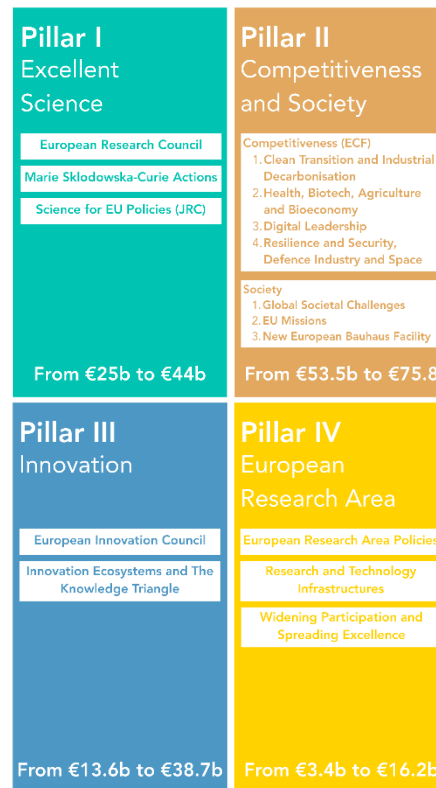 Pillar I
Excellent
Science
European Research Council
Marie Sklodowska-Curie Actions
Science for EU Policies (JRC)
From €25b to €44b
Pillar II
Competitiveness
and Society
Competitiveness (ECF)
1. Clean Transition and Industrial
Decarbonisation
2. Health, Biotech, Agriculture
and Bioeconomy
3. Digital Leadership
4. Resilience and Security,
Defence Industry and Space
Society
1. Global Societal Challenges
2. EU Missions
3. New European Bauhaus Facility
From €53.5b to €75.8
Pillar III
Innovation
European Innovation Council
Innovation Ecosystems and The
Knowledge Triangle
From €13.6b to €38.7b
Pillar IV
European
Research Area
European Research Area Policies
Research and Technology
Infrastructures
Widening Participation and
Spreading Excellence
From €3.4b to €16.2b